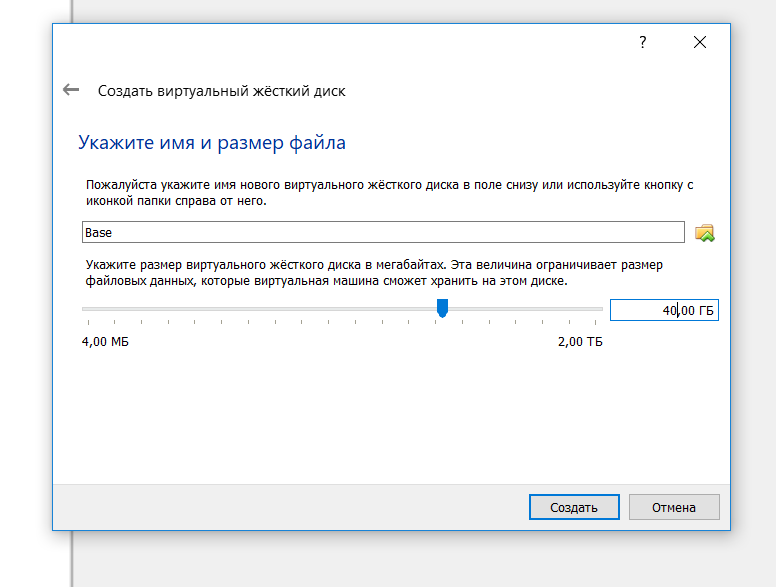 ?
Создать виртуальный жёсткий диск
Укажите имя и размер файла
Пожалуйста укажите имя нового виртуального жёсткого диска в поле снизу или используйте кнопку с
иконкой папки справа от него.
Base
Укажите размер виртуального жёсткого диска в мегабайтах. Эта величина ограничивает размер
файловых данных, которые виртуальная машина сможет хранить на этом диске.
40,00 ГБ
4,00 МБ
2,00 ТБ
Создать
Отмена